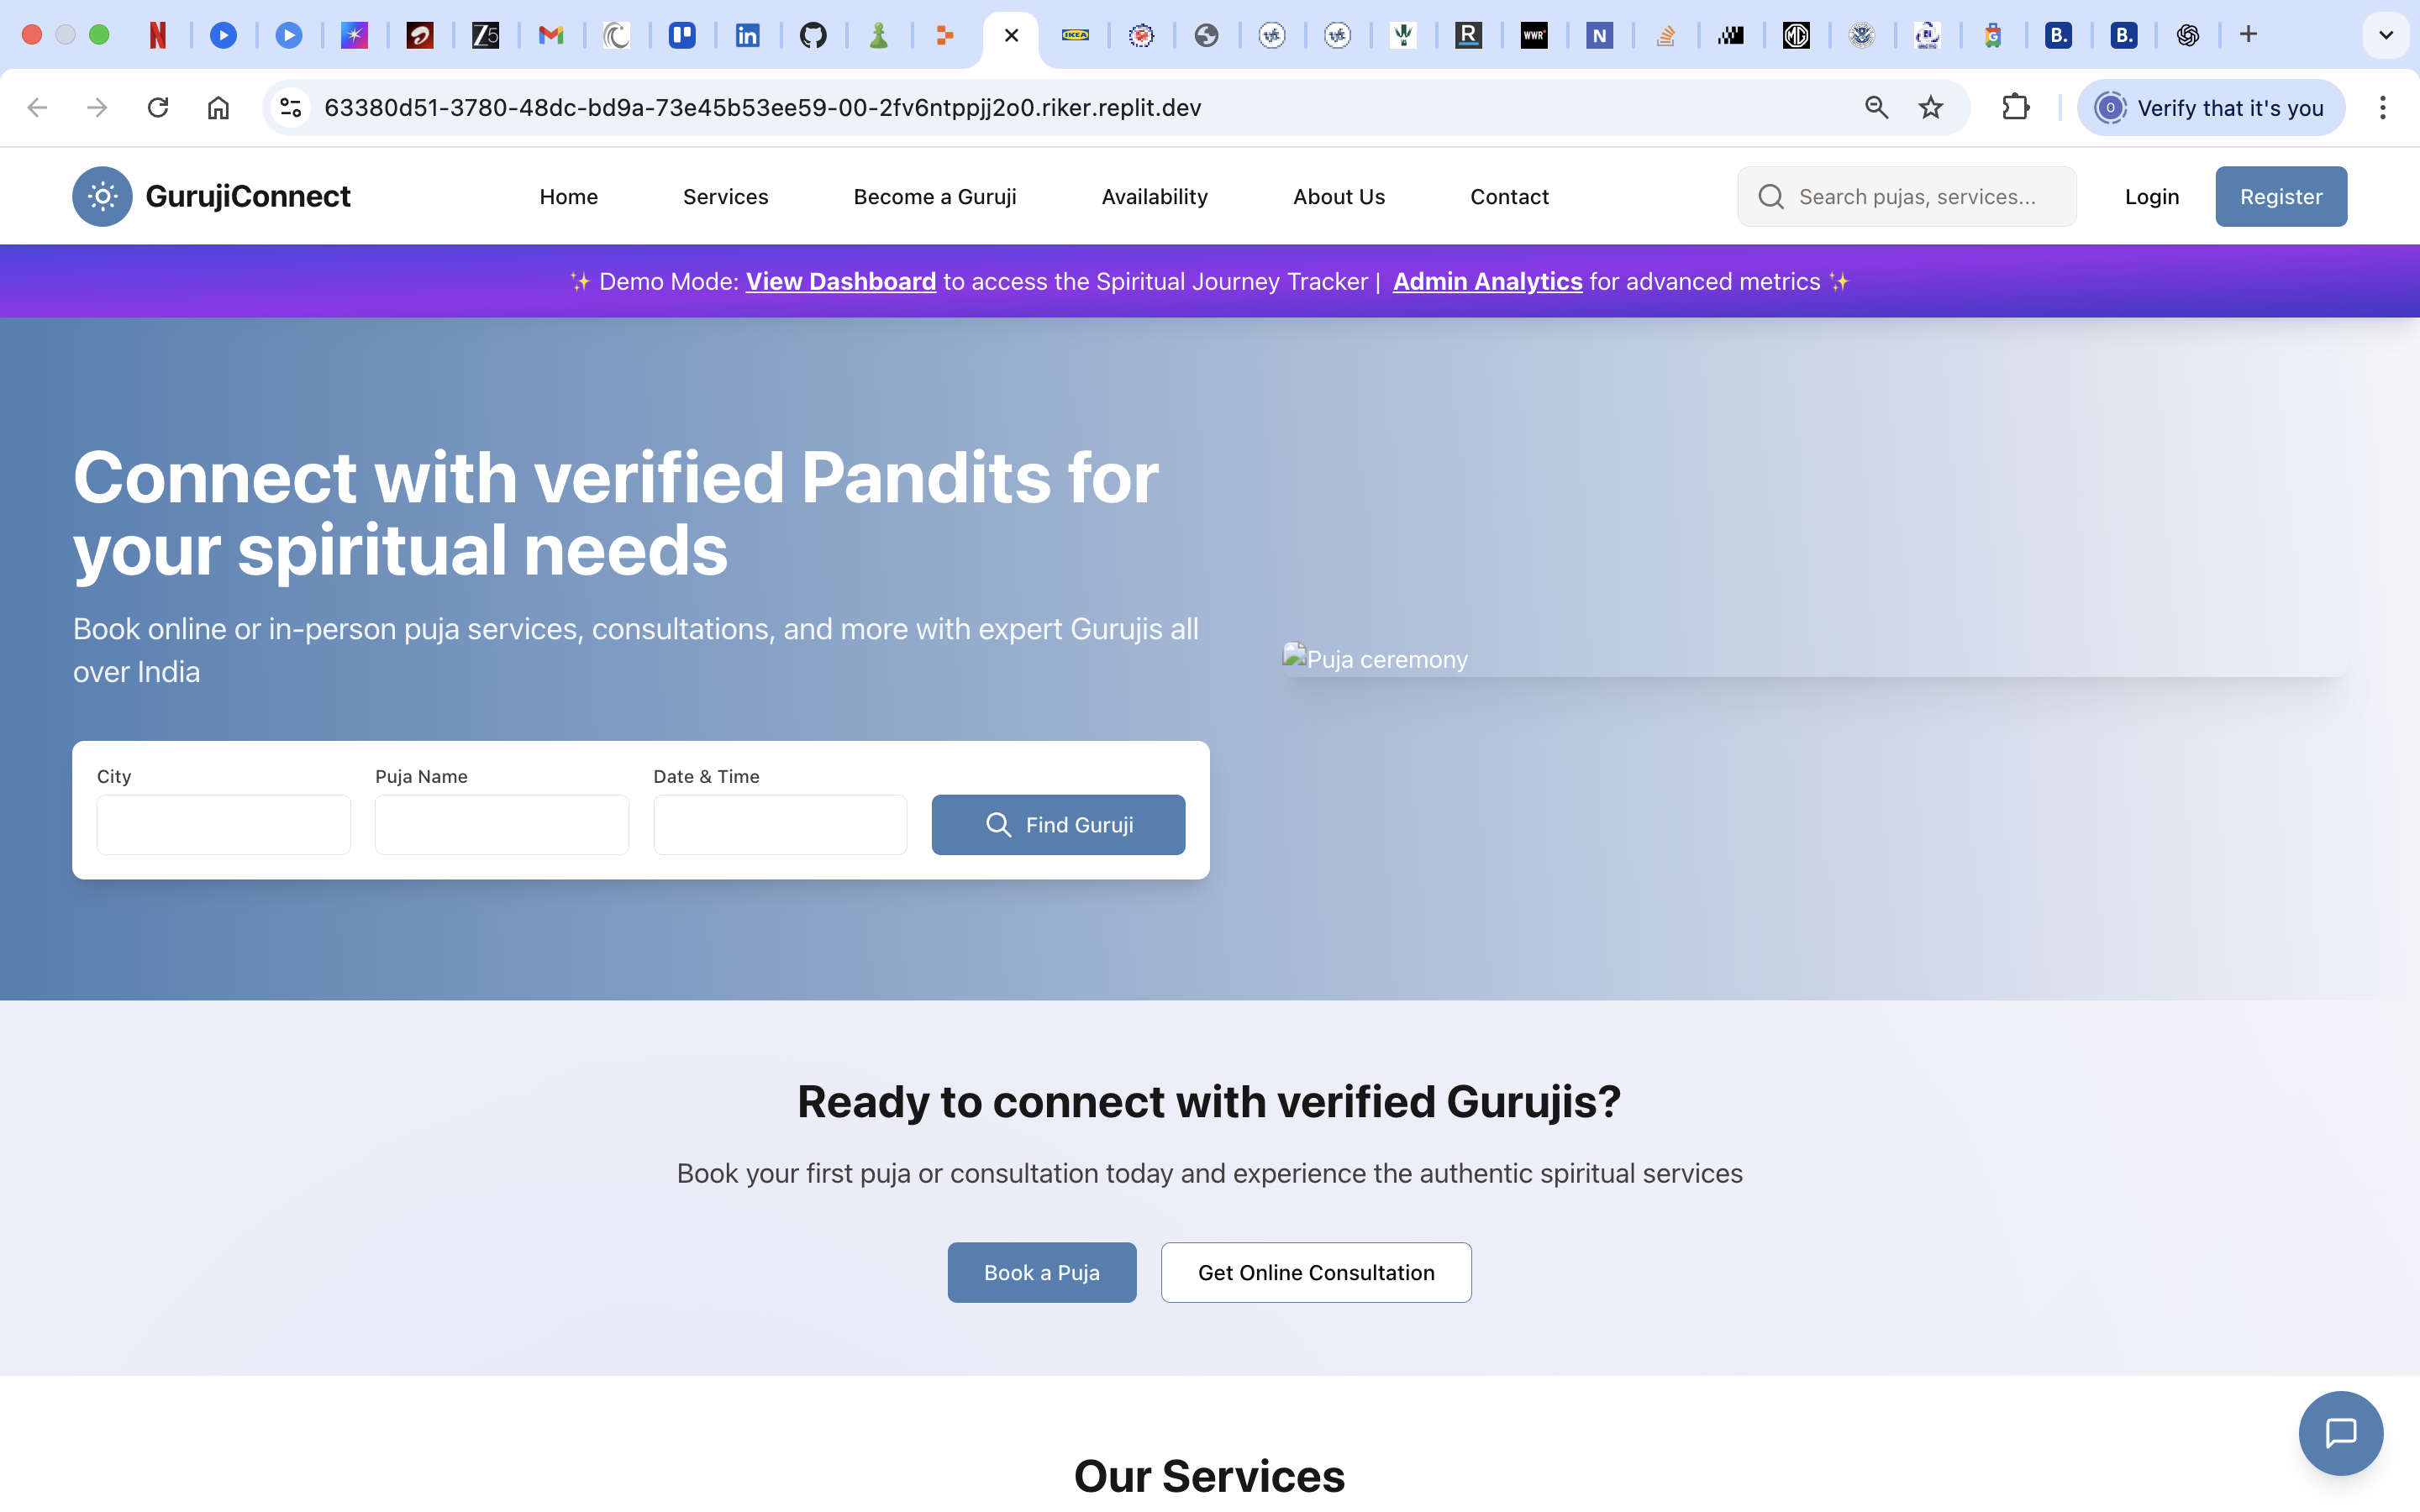 63380d51-3780-48dc-bd9a-73e45b53ee59-00-2fv6ntppjj2o0.riker.replit.dev
Verify that it's you
GurujiConnect
Home
Services
Become a Guruji
Availability
About Us
Contact
Search pujas, services...
Login
Register
✨ Demo Mode: View Dashboard to access the Spiritual Journey Tracker | Admin Analytics for advanced metrics ✨
Connect with verified Pandits for
your spiritual needs
Book online or in-person puja services, consultations, and more with expert Gurujis all
over India
Puja ceremony
City
Puja Name
Date & Time
Find Guruji
Ready to connect with verified Gurujis?
Book your first puja or consultation today and experience the authentic spiritual services
Book a Puja
Get Online Consultation
Our Services